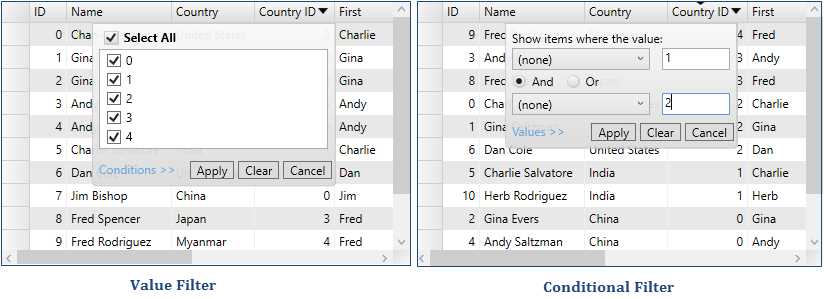 ID Name Country Country ID First
0 Cha United States Charlie
Select All
1 Gina Gina
0
2 Gina Gina
1
3 Andy Andy
2
4 Andy Andy
3
5 Charlie Salvatore India Charlie
4
6 Dan Dan
Conditions >> Apply Clear Cancel
7 Jim Bishop China 0 Jim
8 Fred Spencer Japan 3 Fred
9 Fred Rodriguez Myanmar 4 Fred
Value Filter
ID Name Country Country ID First
9 Fred 4 Fred
Show items where the value:
3 Andy 3 Andy
(none) 1
8 Fred 3 Fred
And Or
0 Cha 2 Charlie
(none) 2
1 Gina 2 Gina
Values >> Apply Clear Cancel
6 Dan Cole United States 2 Dan
5 Charlie Salvatore India 1 Charlie
10 Herb Rodriguez India 1 Herb
2 Gina Evers China 0 Gina
4 Andy Saltzman China 0 Andy
Conditional Filter